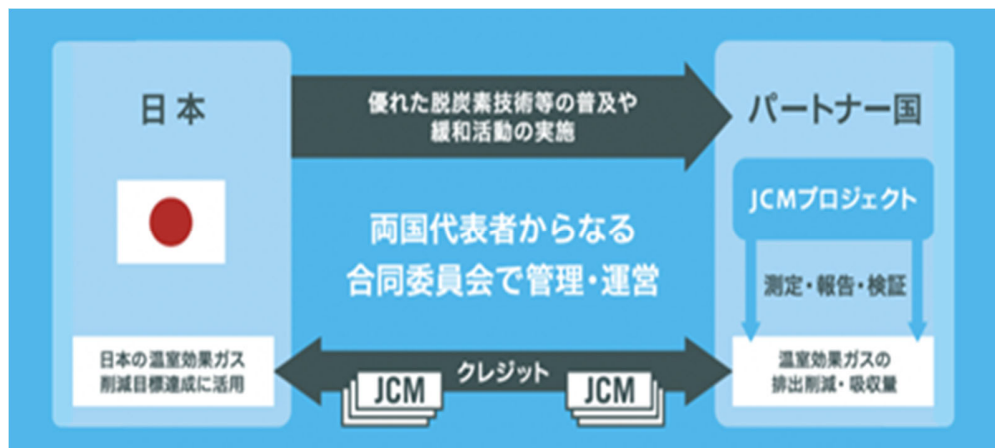 日本
優れた脱炭素技術等の普及や
緩和活動の実施
パートナー国
JCMプロジェクト
両国代表者からなる
合同委員会で管理・運営
測定・報告・検証
日本の温室効果ガス
削減目標達成に活用
クレジット
JCM
JCM
温室効果ガスの
排出削減・吸収量